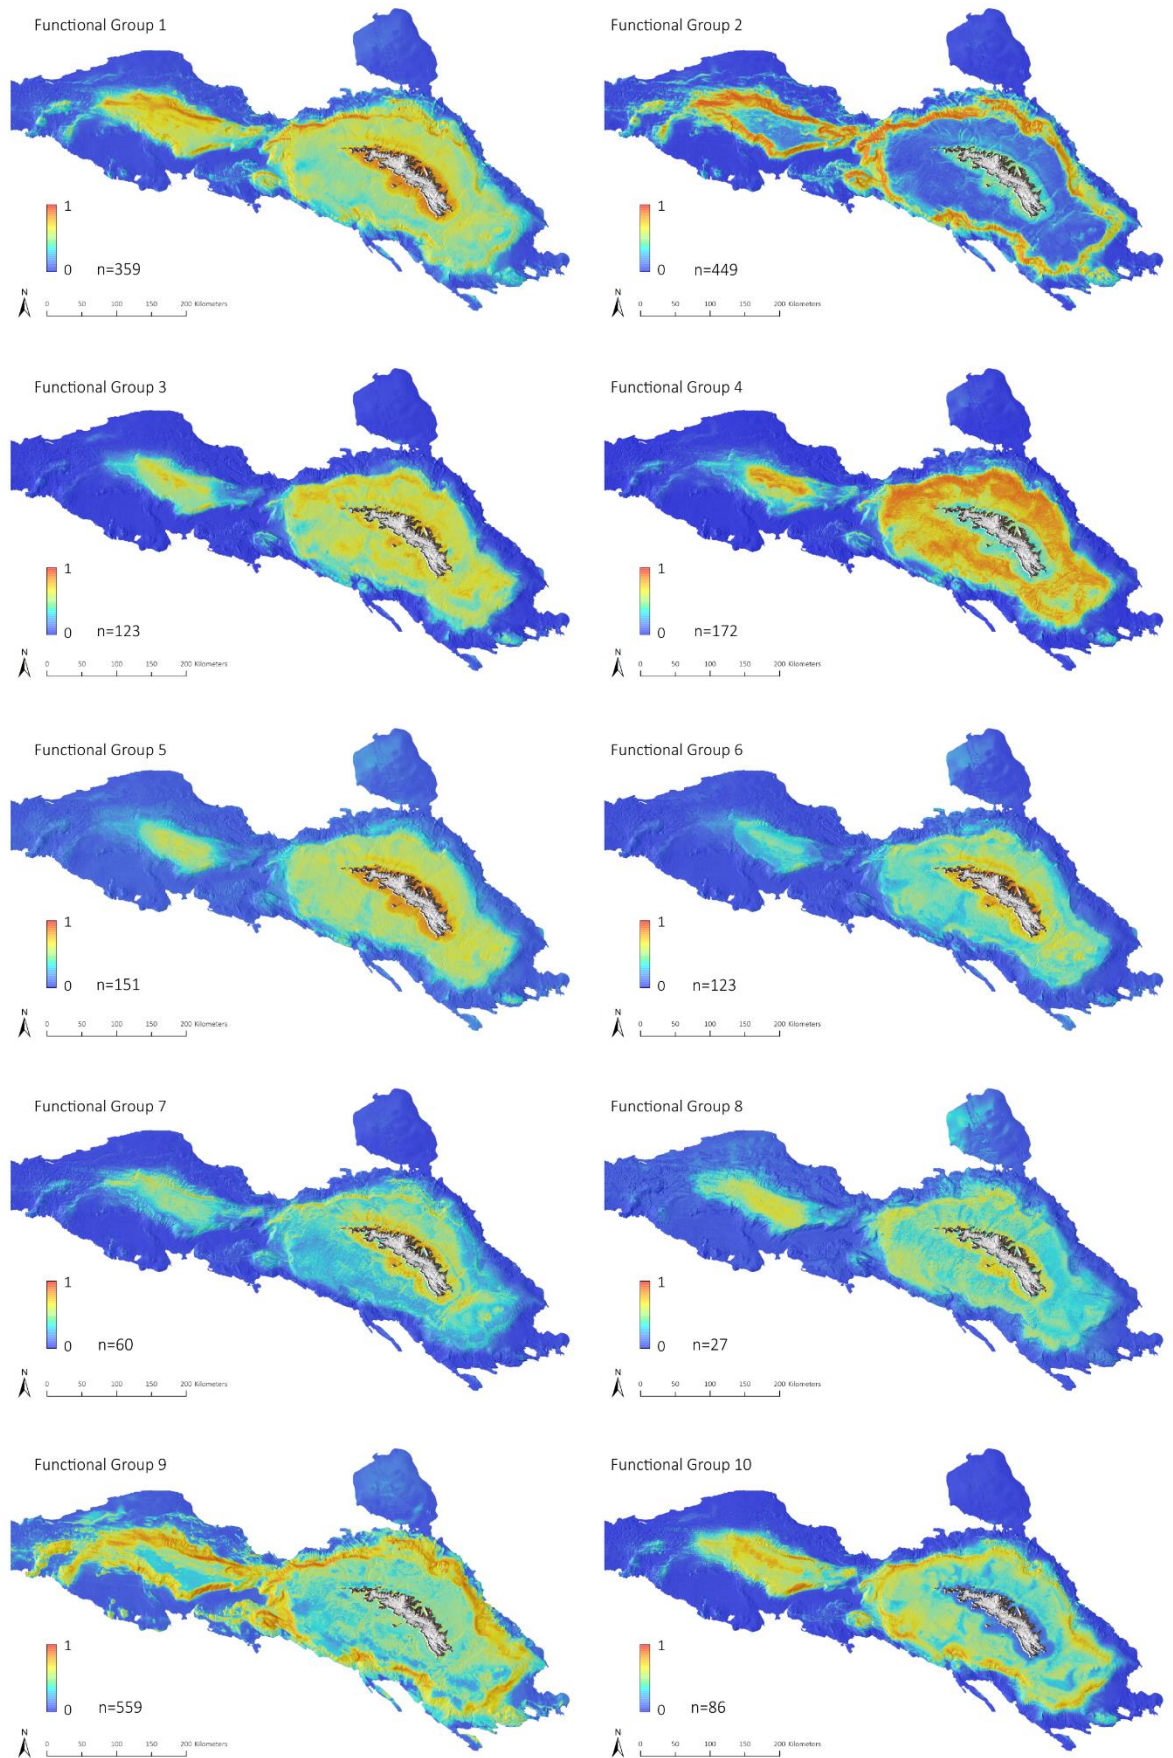 Functional Group 1
1
0
n=359
N
0 50 100 150 200 Kilometers
Functional Group 2
1
0
n=449
N
0 50 100 150 200 Kilometers
Functional Group 3
1
0
n=123
N
0 50 100 150 200 Kilometers
Functional Group 4
1
0
n=172
N
0 50 100 150 200 Kilometers
Functional Group 5
1
0
n=151
N
0 50 100 150 200 Kilometers
Functional Group 6
1
0
n=123
N
0 50 100 150 200 Kilometers
Functional Group 7
1
0
n=60
N
0 50 100 150 200 Kilometers
Functional Group 8
1
0
n=27
N
0 50 100 150 200 Kilometers
Functional Group 9
1
0
n=559
N
0 50 100 150 200 Kilometers
Functional Group 10
1
0
n=86
N
0 50 100 150 200 Kilometers